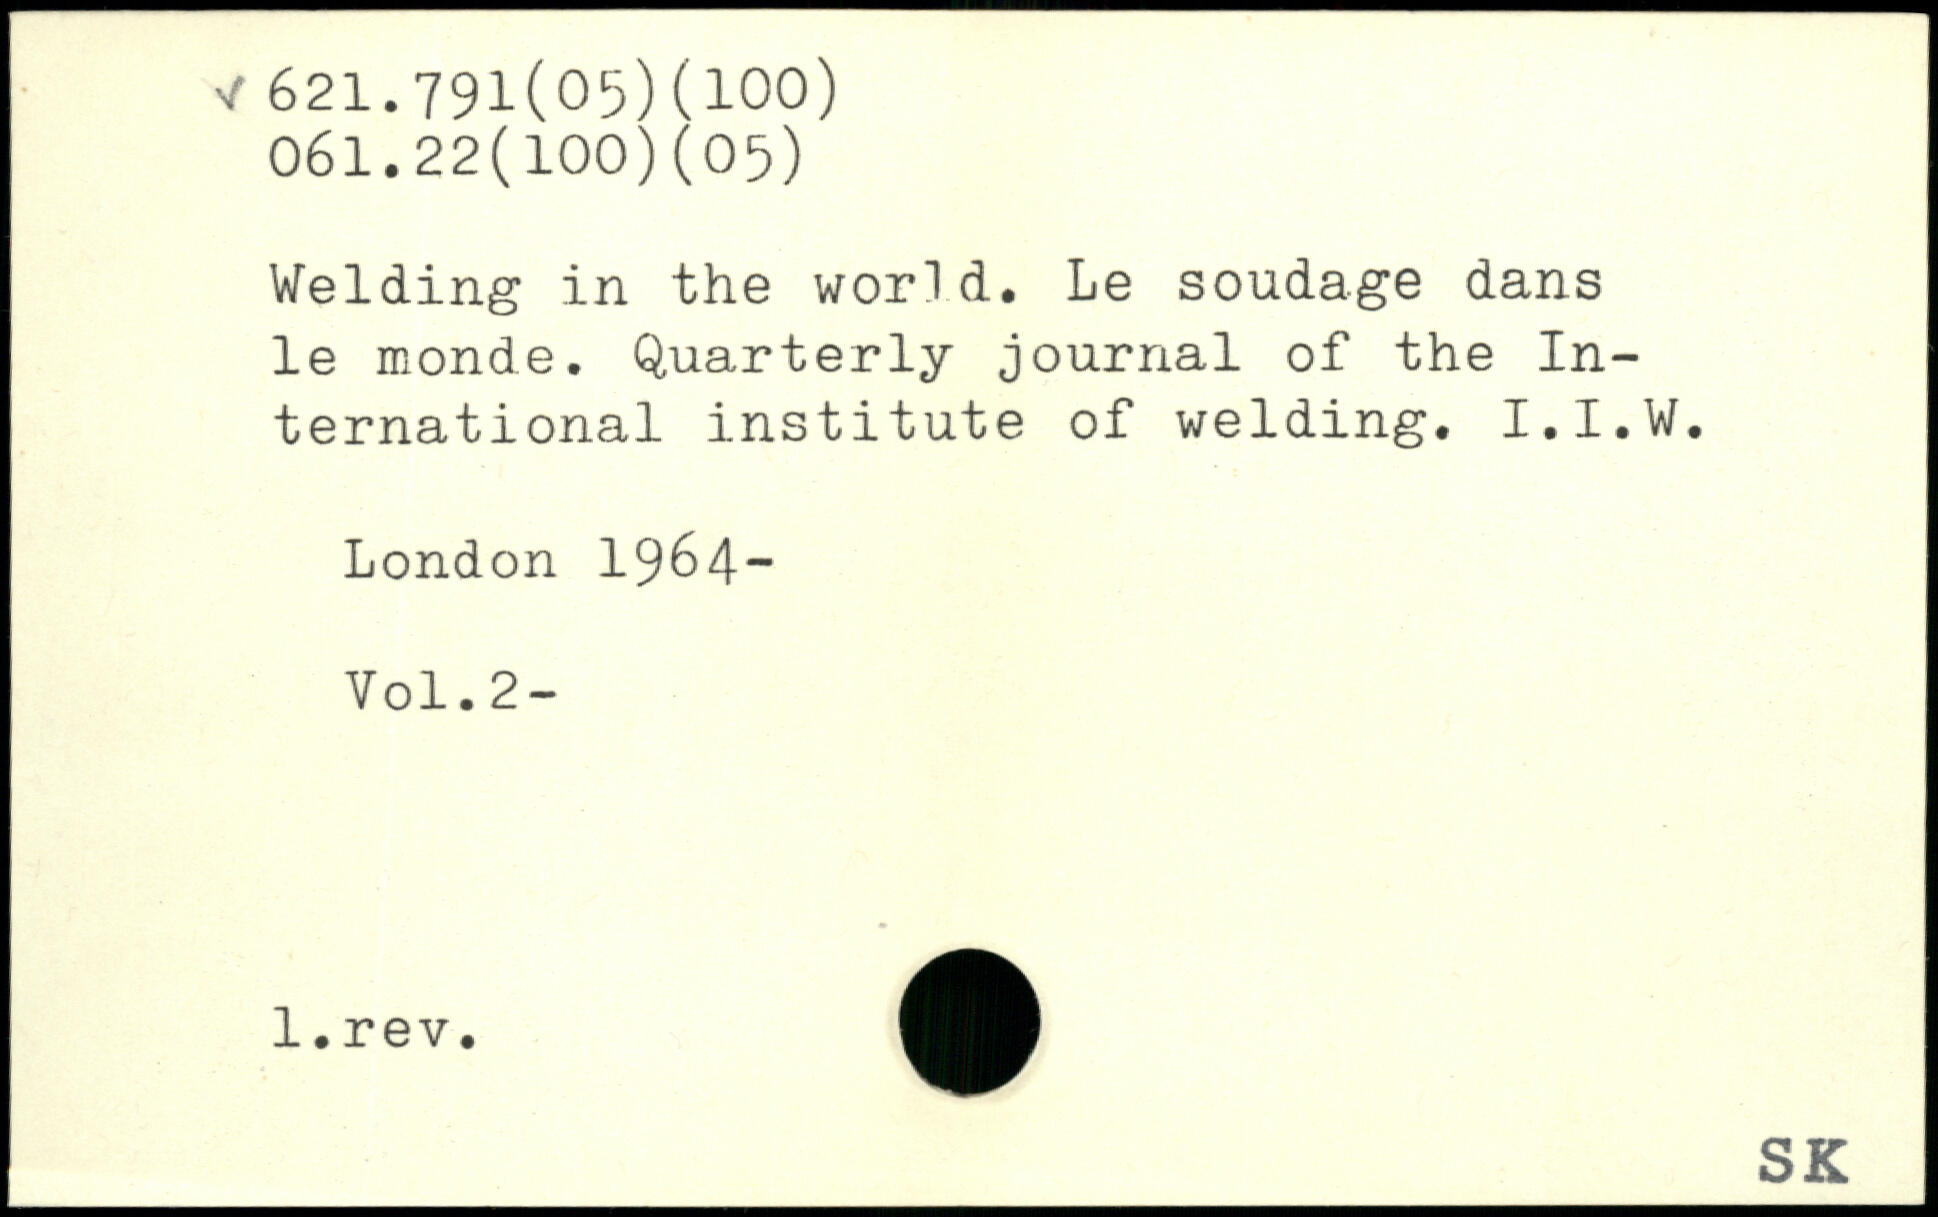 ✓ 621.791(05)(100)
061.22(100)(05)
Welding in the world. Le soudage dans
le monde. Quarterly journal of the In-
ternational institute of welding. I.I.W.
London 1964-
Vol.2-
1.rev.
SK